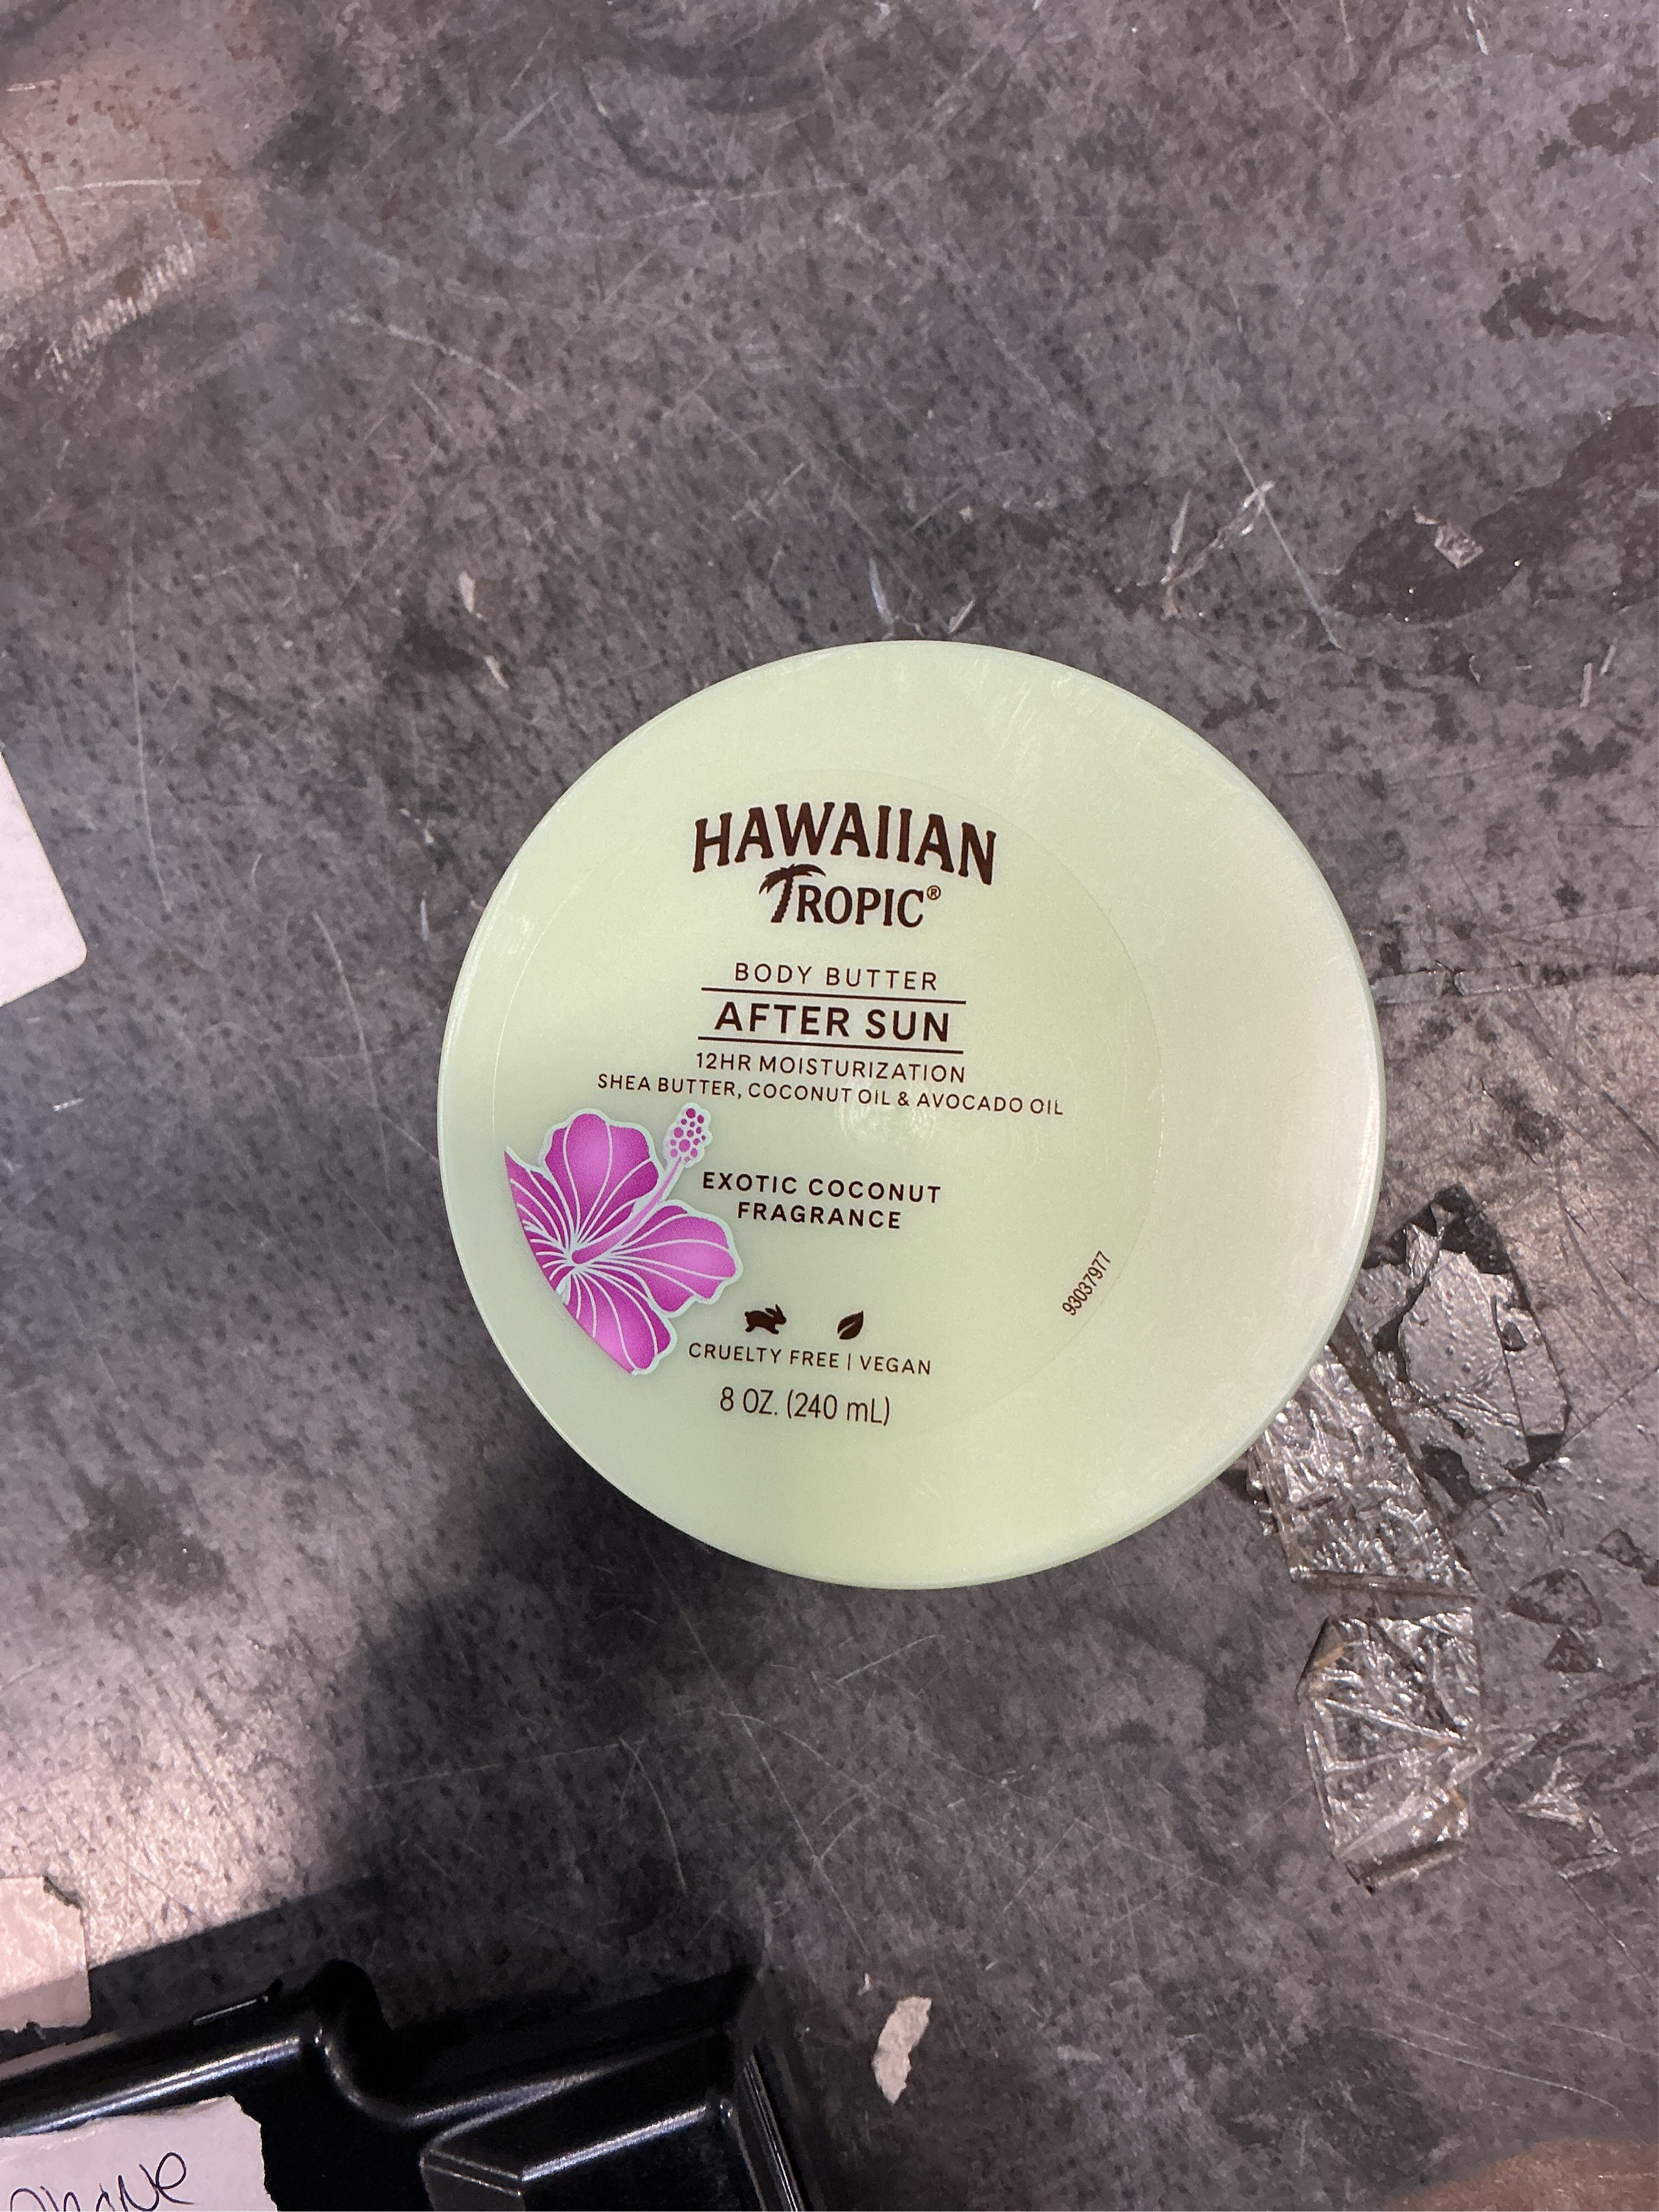 HAWAIIAN
TROPIC®
BODY BUTTER
AFTER SUN
12HR MOISTURIZATION
SHEA BUTTER, COCONUT OIL & AVOCADO OIL
EXOTIC COCONUT
FRAGRANCE
93037977
CRUELTY FREE | VEGAN
8 OZ. (240 mL)